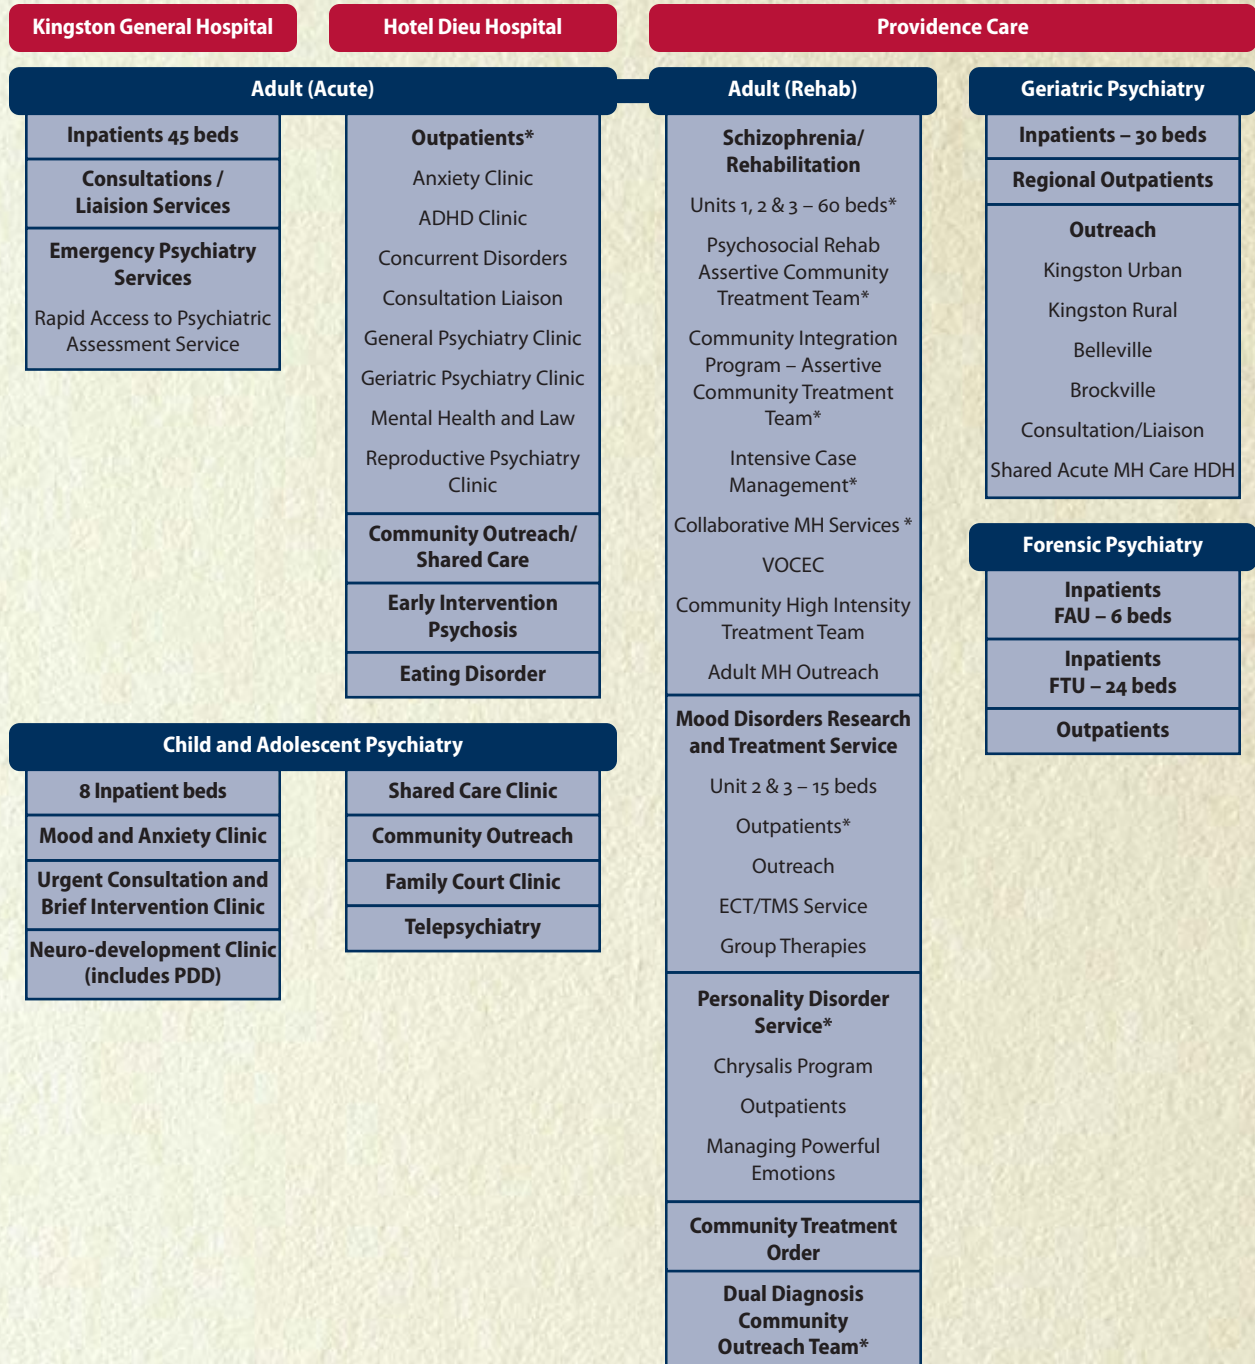 Kingston General Hospital
Hotel Dieu Hospital
Providence Care
Adult (Acute)
Inpatients 45 beds
Consultations /
Liaision Services
Emergency Psychiatry
Services
Rapid Access to Psychiatric
Assessment Service
Outpatients*
Anxiety Clinic
ADHD Clinic
Concurrent Disorders
Consultation Liaison
General Psychiatry Clinic
Geriatric Psychiatry Clinic
Mental Health and Law
Reproductive Psychiatry
Clinic
Community Outreach/
Shared Care
Early Intervention
Psychosis
Eating Disorder
Child and Adolescent Psychiatry
8 Inpatient beds
Mood and Anxiety Clinic
Urgent Consultation and
Brief Intervention Clinic
Neuro-development Clinic
(includes PDD)
Shared Care Clinic
Community Outreach
Family Court Clinic
Telepsychiatry
Adult (Rehab)
Schizophrenia/
Rehabilitation
Units 1, 2 & 3 – 60 beds*
Psychosocial Rehab
Assertive Community
Treatment Team*
Community Integration
Program – Assertive
Community Treatment
Team*
Intensive Case
Management*
Collaborative MH Services *
VOCEC
Community High Intensity
Treatment Team
Adult MH Outreach
Mood Disorders Research
and Treatment Service
Unit 2 & 3 – 15 beds
Outpatients*
Outreach
ECT/TMS Service
Group Therapies
Personality Disorder
Service*
Chrysalis Program
Outpatients
Managing Powerful
Emotions
Community Treatment
Order
Dual Diagnosis
Community
Outreach Team*
Geriatric Psychiatry
Inpatients – 30 beds
Regional Outpatients
Outreach
Kingston Urban
Kingston Rural
Belleville
Brockville
Consultation/Liaison
Shared Acute MH Care HDH
Forensic Psychiatry
Inpatients
FAU – 6 beds
Inpatients
FTU – 24 beds
Outpatients